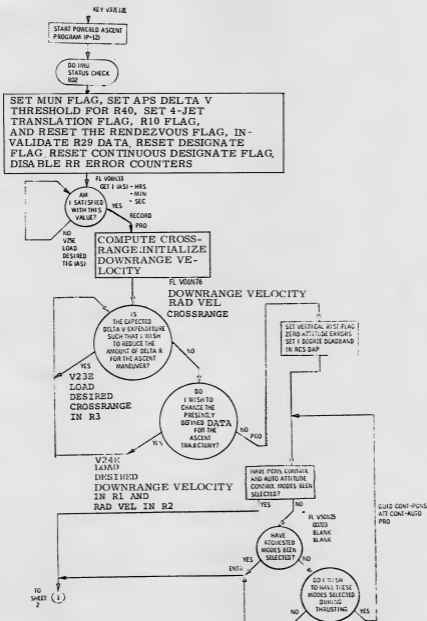 KEY V37E12E
START POWERED ASCENT
PROGRAM (P-12)
DO IMU
STATUS CHECK
R02
SET MUN FLAG, SET APS DELTA V
THRESHOLD FOR R40, SET 4-JET
TRANSLATION FLAG, R10 FLAG,
AND RESET THE RENDEZVOUS FLAG, IN-
VALIDATE R29 DATA, RESET DESIGNATE
FLAG, RESET CONTINUOUS DESIGNATE FLAG,
DISABLE RR ERROR COUNTERS
FL V06N33
GET T (AS) - HRS
- MIN
- SEC
AM
I SATISFIED
WITH THIS
VALUE?
YES
RECORD
PRO
NO
V25E
LOAD
DESIRED
TIG (AS)
COMPUTE CROSS-
RANGE:INITIALIZE
DOWNRANGE VE-
LOCITY
FL V06N76
DOWNRANGE VELOCITY
RAD VEL
CROSSRANGE
IS
THE EXPECTED
DELTA V EXPENDITURE
SUCH THAT I WISH
TO REDUCE THE
AMOUNT OF DELTA R
FOR THE ASCENT
MANEUVER?
NO
YES
V23E
LOAD
DESIRED
CROSSRANGE
IN R3
SET VERTICAL RISE FLAG
ZERO ATTITUDE ERRORS
SET 1 DEGREE DEADBAND
IN RCS DAP
DO
I WISH TO
CHANGE THE
PRESENTLY
DEFINED DATA
FOR THE
ASCENT
TRAJECTORY?
NO
PRO
YES
V24E
LOAD
DESIRED
DOWNRANGE VELOCITY
IN R1 AND
RAD VEL IN R2
HAVE PGNS CONTROL
AND AUTO ATTITUDE
CONTROL MODES BEEN
SELECTED?
YES
NO
FL V50N25
00203
BLANK
BLANK
GUID CONT-PGNS
ATT CONT-AUTO
PRO
HAVE
REQUESTED
MODES BEEN
SELECTED?
YES
NO
ENTR
TO
SHEET
2
1
DO I WISH
TO HAVE THESE
MODES SELECTED
DURING
THRUSTING
NO
YES